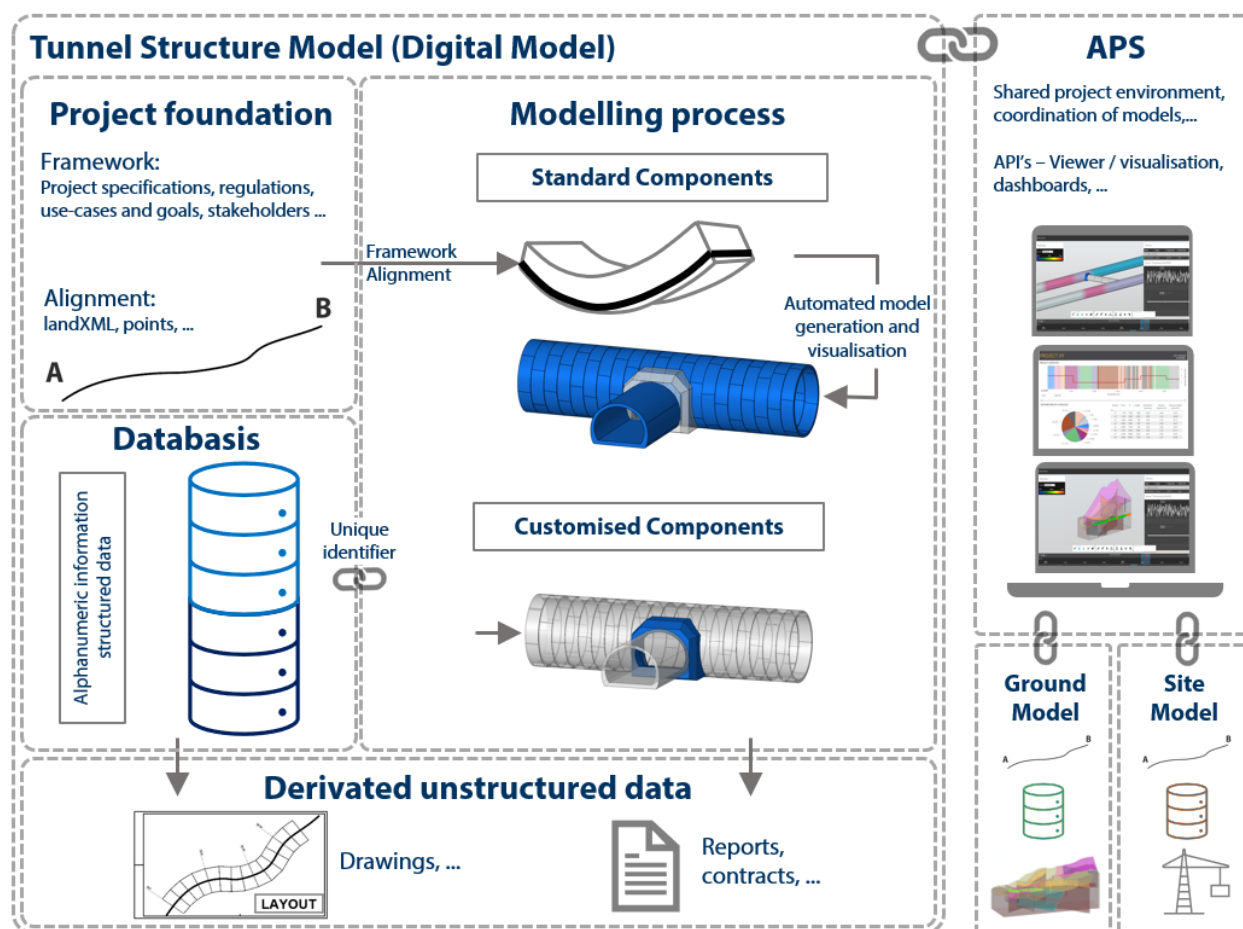 Tunnel Structure Model (Digital Model)
Project foundation
Framework:
Project specifications, regulations,
use-cases and goals, stakeholders ...
Alignment:
landXML, points, ...
A
B
Databasis
Alphanumeric information
structured data
Unique
identifier
Modelling process
Standard Components
Framework
Alignment
Automated model
generation and
visualisation
Customised Components
Derivated unstructured data
LAYOUT
Drawings, ...
Reports,
contracts, ...
APS
Shared project environment,
coordination of models,...
API's – Viewer / visualisation,
dashboards, ...
Ground
Model
A
B
Site
Model
A
B